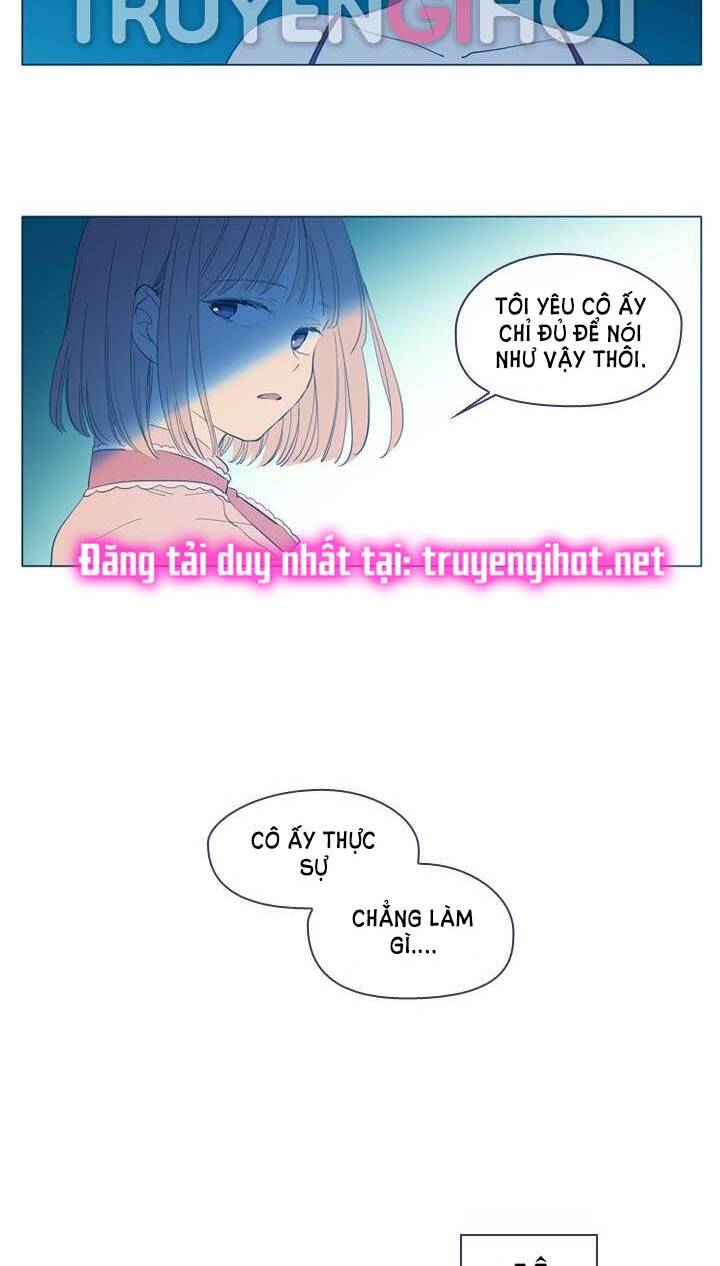 TRUYENGIHOT
TÔI YÊU CÔ ẤY
CHỈ ĐỦ ĐỂ NÓI
NHƯ VẬY THÔI.
Đăng tải duy nhất tại: truyengihot.net
CÔ ẤY THỰC
SỰ
CHẲNG LÀM
GÌ....